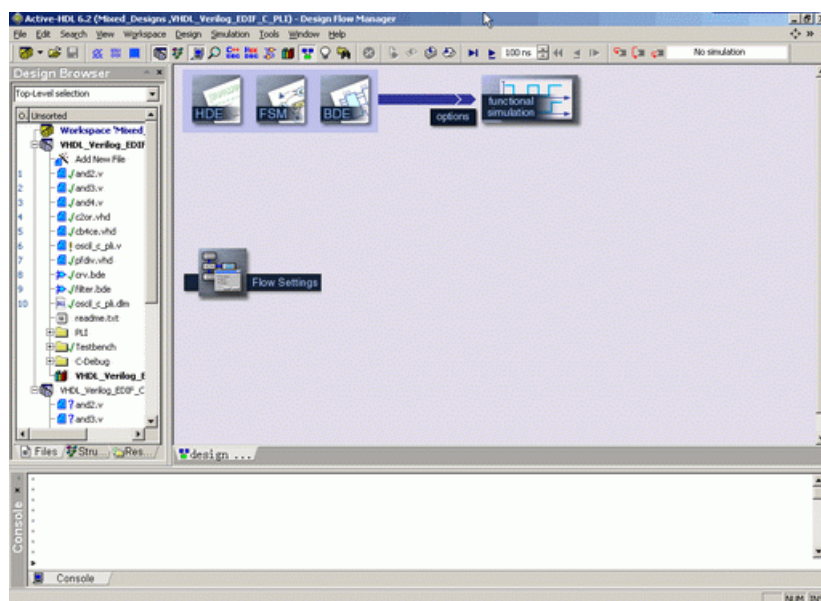 Active-HDL 6.2 (Mixed_Designs ,VHDL_Verilog_EDIF_C_PLI) - Design Flow Manager
File Edit Search View Workspace Design Simulation Tools Window Help
100 ns
No simulation
Design Browser
Top-Level selection
O. Unsorted
Workspace 'Mixed_
VHDL_Verilog_EDIF
Add New File
1 and2.v
2 and3.v
3 and4.v
4 c2or.vhd
5 cb4ce.vhd
6 ! oscil_c_pli.v
7 pfdiv.vhd
8 crv.bde
9 filter.bde
10 oscil_c_pli.dlm
readme.txt
PLI
Testbench
C-Debug
VHDL_Verilog_E
VHDL_Verilog_EDIF_C
? and2.v
? and3.v
Files Stru... Res...
HDE
FSM
BDE
options
functional
simulation
Flow Settings
design ...
Console
Console
NUM